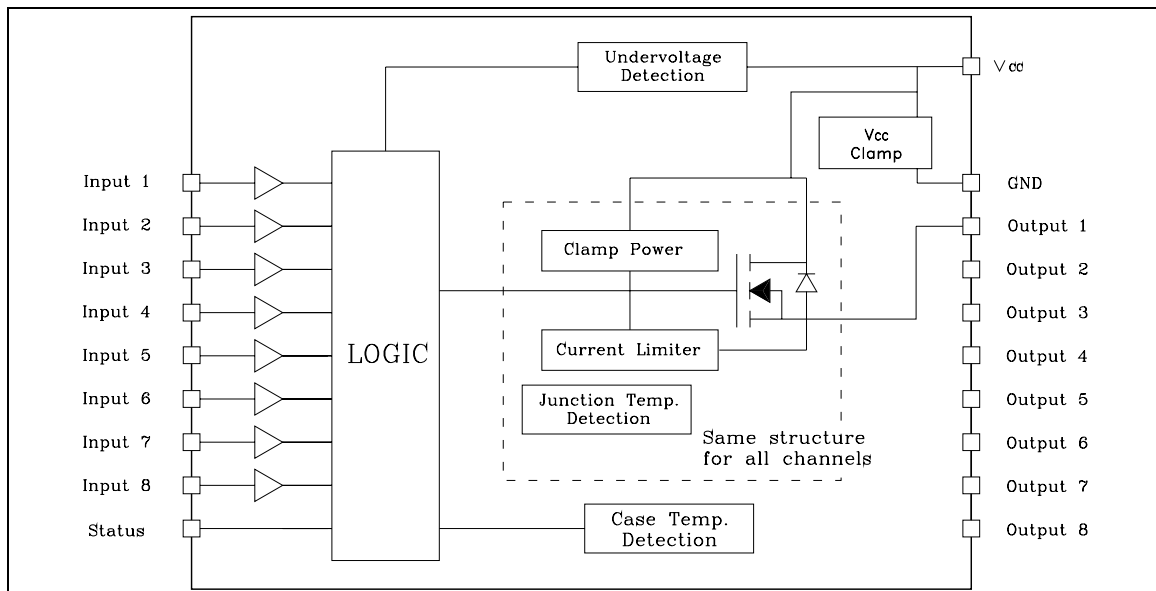 Undervoltage
Detection
Vcc
Vcc
Clamp
Input 1
GND
Input 2
Output 1
Input 3
Clamp Power
Output 2
Input 4
Output 3
Input 5
LOGIC
Current Limiter
Output 4
Input 6
Junction Temp.
Detection
Output 5
Input 7
Same structure
for all channels
Output 6
Input 8
Output 7
Status
Case Temp.
Detection
Output 8